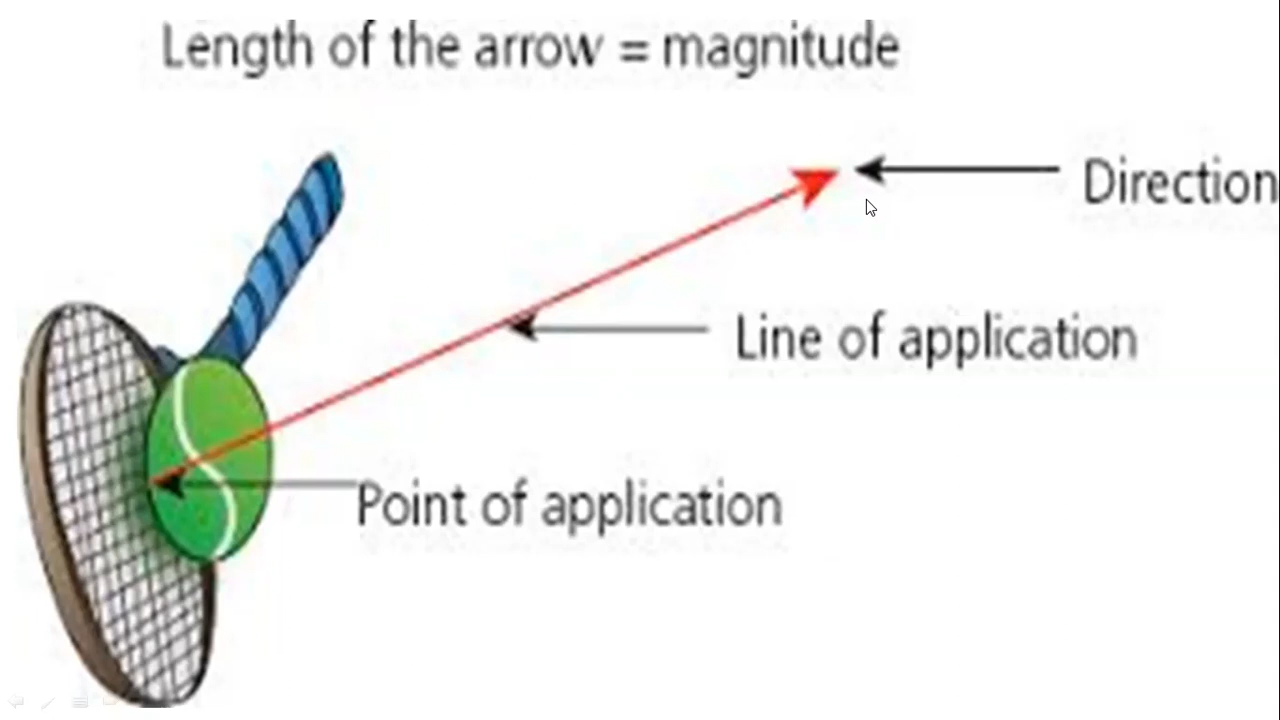 Length of the arrow = magnitude
Direction
Line of application
Point of application